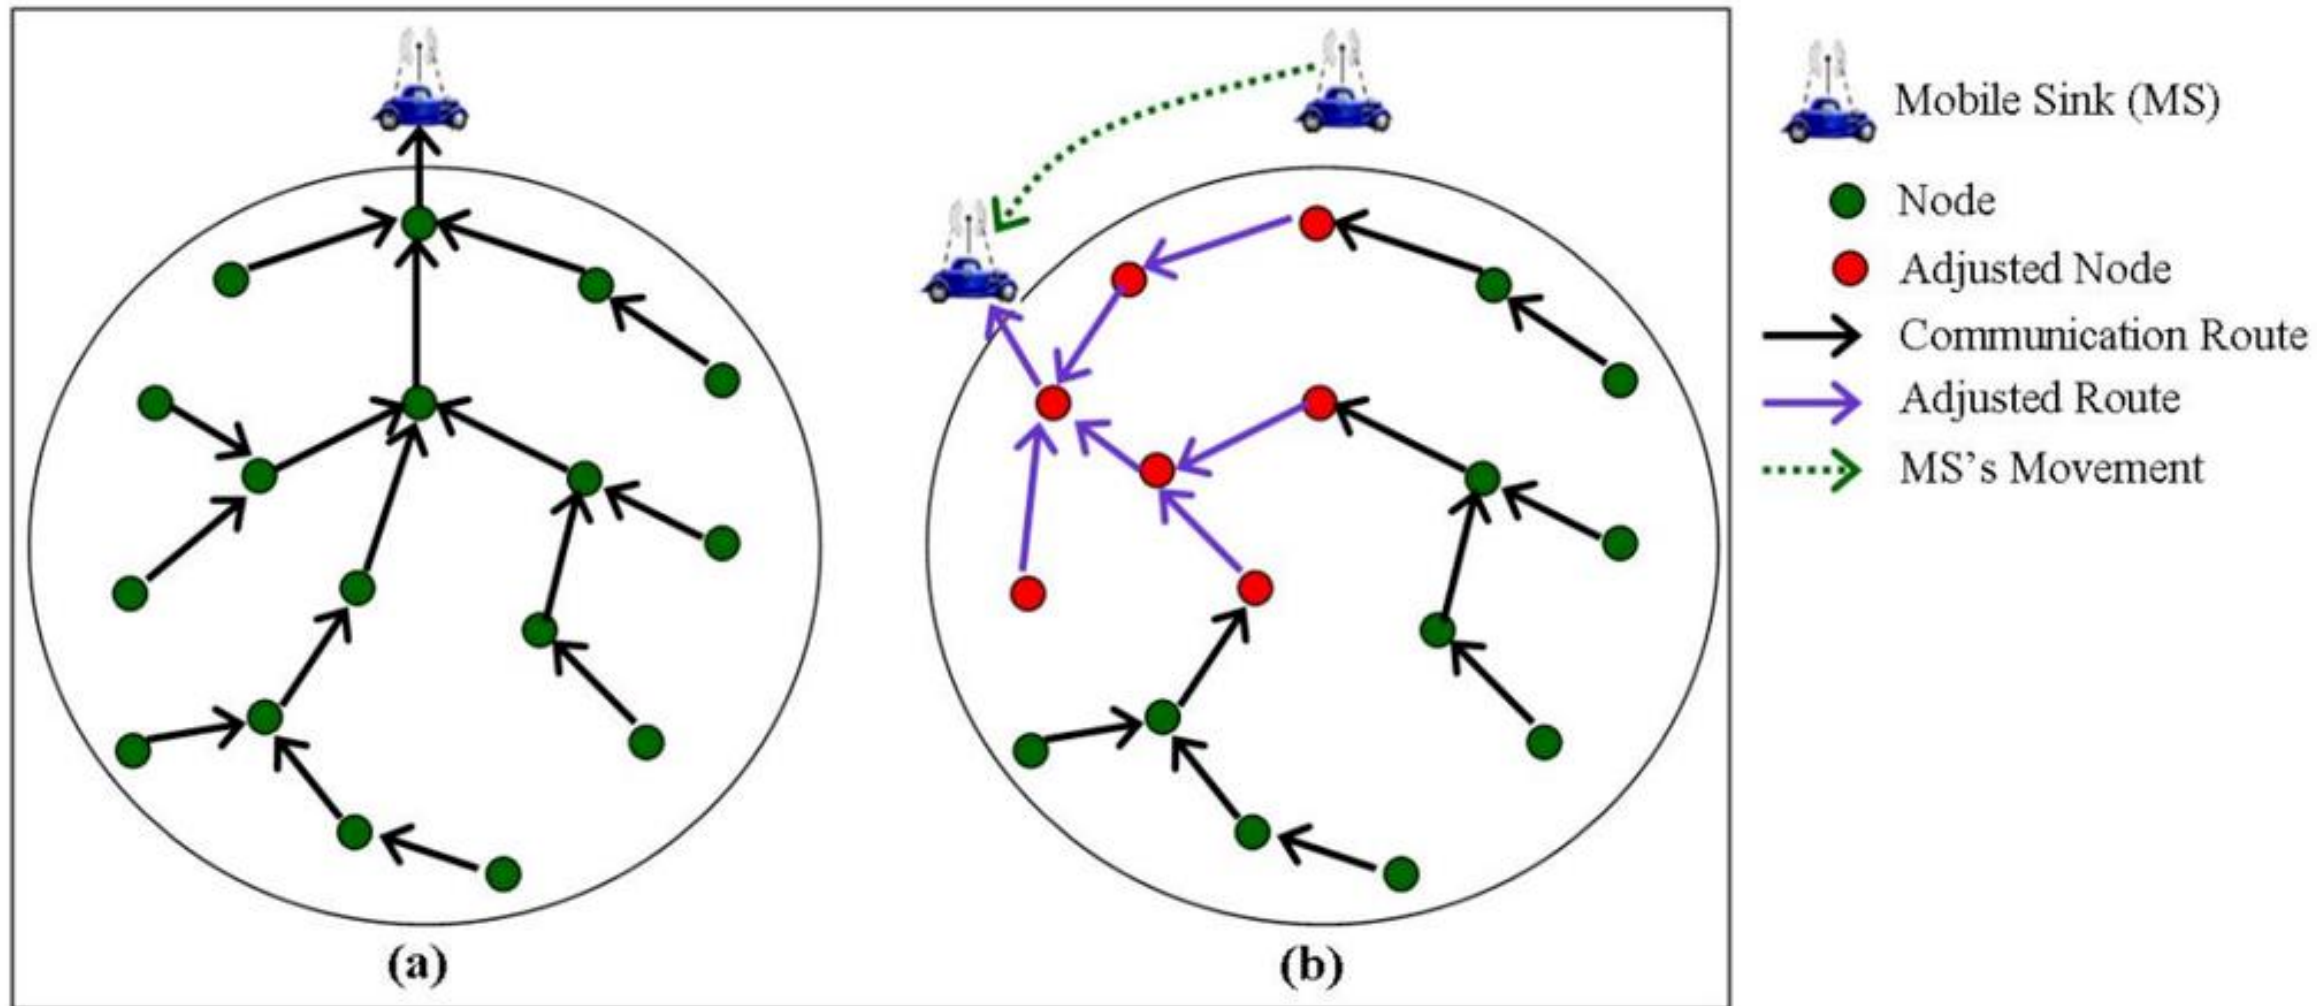 Mobile Sink (MS)
Node
Adjusted Node
Communication Route
Adjusted Route
MS’s Movement
(a)
(b)